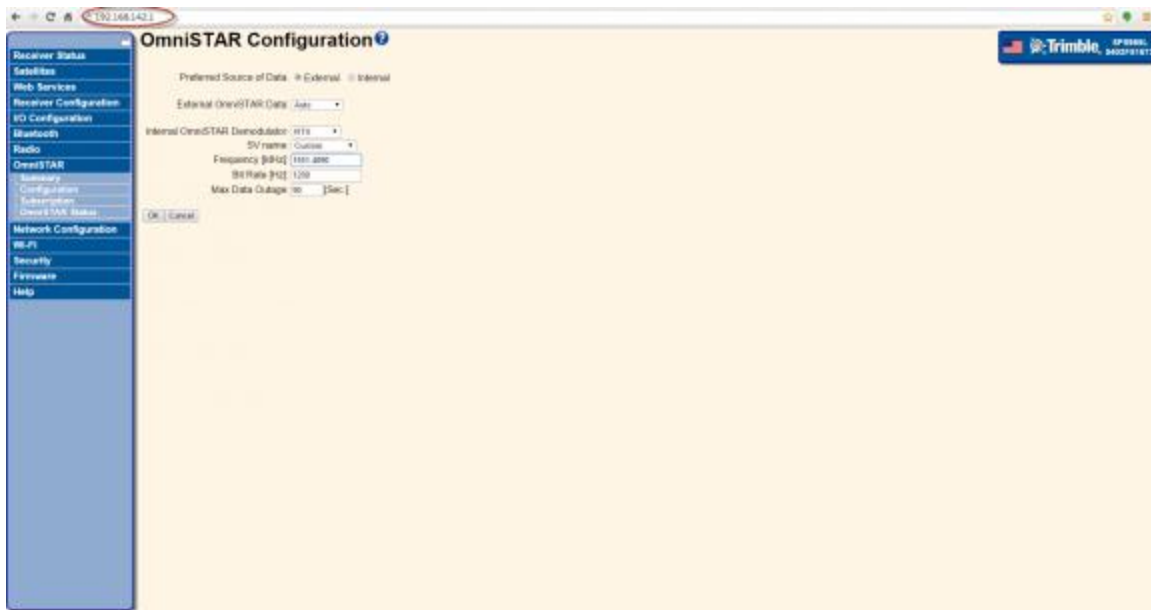 192.168.142.1
OmniSTAR Configuration
Trimble.
Receiver Status
Satellites
Web Services
Receiver Configuration
I/O Configuration
Bluetooth
Radio
OmniSTAR
Summary
Configuration
Subscription
OmniSTAR Status
Network Configuration
Wi-Fi
Security
Firmware
Help
Preferred Source of Data External Internal
External OmniSTAR Data Auto
Internal OmniSTAR Demodulator RTX
SV name Custom
Frequency [MHz]
Bit Rate [Hz] 1200
Max Data Outage 90 [Sec.]
OK Cancel